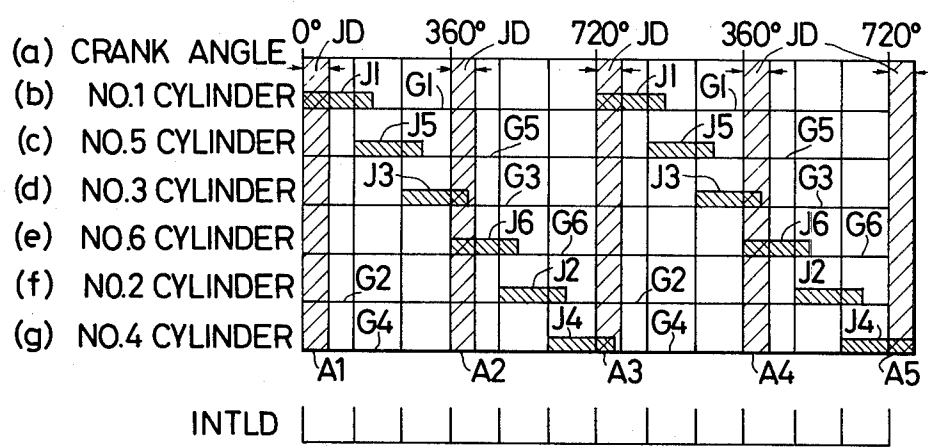 0° JD 360° JD 720° JD 360° JD 720°
(a) CRANK ANGLE
(b) NO.1 CYLINDER J1 G1 J1 G1
(c) NO.5 CYLINDER J5 G5 J5 G5
(d) NO.3 CYLINDER J3 G3 J3 G3
(e) NO.6 CYLINDER J6 G6 J6 G6
(f) NO.2 CYLINDER G2 J2 G2 J2
(g) NO.4 CYLINDER G4 J4 G4 J4
A1 A2 A3 A4 A5
INTLD